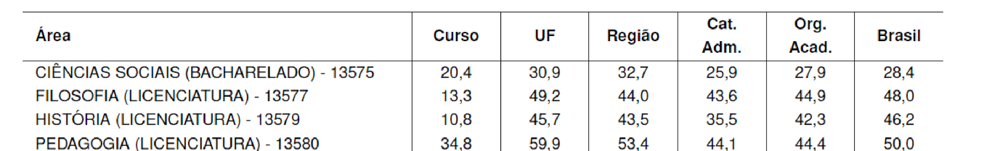 Área Curso UF Região Cat. Adm. Org. Acad. Brasil
CIÊNCIAS SOCIAIS (BACHARELADO) - 13575 20,4 30,9 32,7 25,9 27,9 28,4
FILOSOFIA (LICENCIATURA) - 13577 13,3 49,2 44,0 43,6 44,9 48,0
HISTÓRIA (LICENCIATURA) - 13579 10,8 45,7 43,5 35,5 42,3 46,2
PEDAGOGIA (LICENCIATURA) - 13580 34,8 59,9 53,4 44,1 44,4 50,0